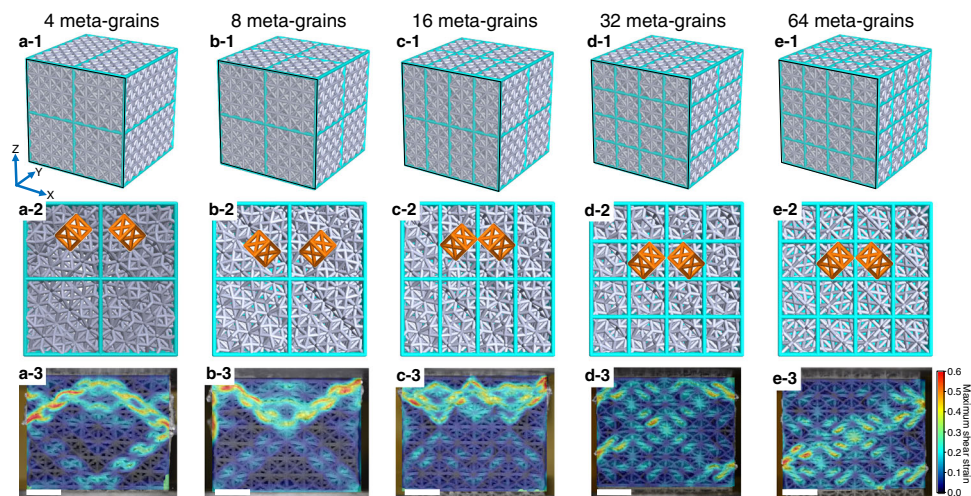 4 meta-grains 8 meta-grains 16 meta-grains 32 meta-grains 64 meta-grains
a-1 b-1 c-1 d-1 e-1
Z
Y
X
a-2 b-2 c-2 d-2 e-2
a-3 b-3 c-3 d-3 e-3
0.6
0.5
0.4
0.3
0.2
0.1
0.0
Maximum shear strain